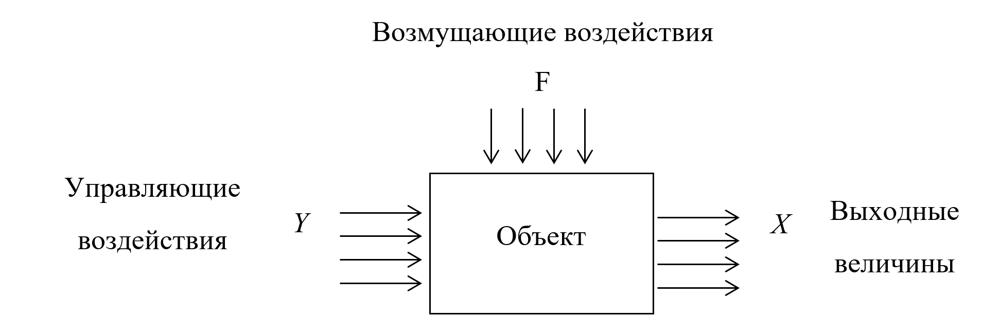 Возмущающие воздействия
F
Управляющие
воздействия
Y
Объект
X
Выходные
величины